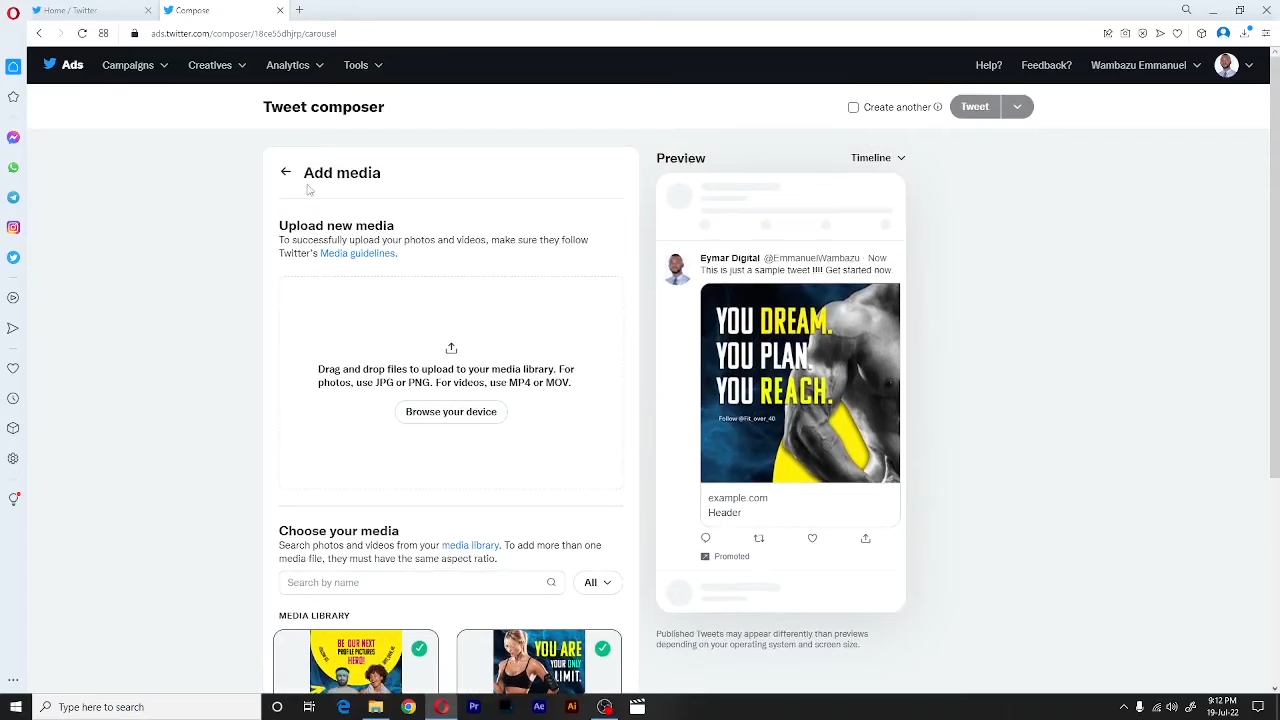 Home / Twitter
Compose
ads.twitter.com/composer/18ce55dhjrp/carousel
Ads
Campaigns
Creatives
Analytics
Tools
Help?
Feedback?
Wambazu Emmanuel
Tweet composer
Create another
Tweet
Add media
Upload new media
To successfully upload your photos and videos, make sure they follow
Twitter's Media guidelines.
Drag and drop files to upload to your media library. For
photos, use JPG or PNG. For videos, use MP4 or MOV.
Browse your device
Choose your media
Search photos and videos from your media library. To add more than one
media file, they must have the same aspect ratio.
Search by name
All
MEDIA LIBRARY
BE OUR NEXT
PROFILE PICTURES
HERO!
YOU ARE
YOUR ONLY
LIMIT.
Preview
Timeline
Eymar Digital @EmmanuelWambazu · Now
This is just a sample tweet !!!! Get started now.
YOU DREAM.
YOU PLAN.
YOU REACH.
Follow @Fit_over_40
example.com
Header
Promoted
Published Tweets may appear differently than previews
depending on your operating system and screen size.
Type here to search
Pr
Ae
Ai
9:12 PM
19-Jul-22